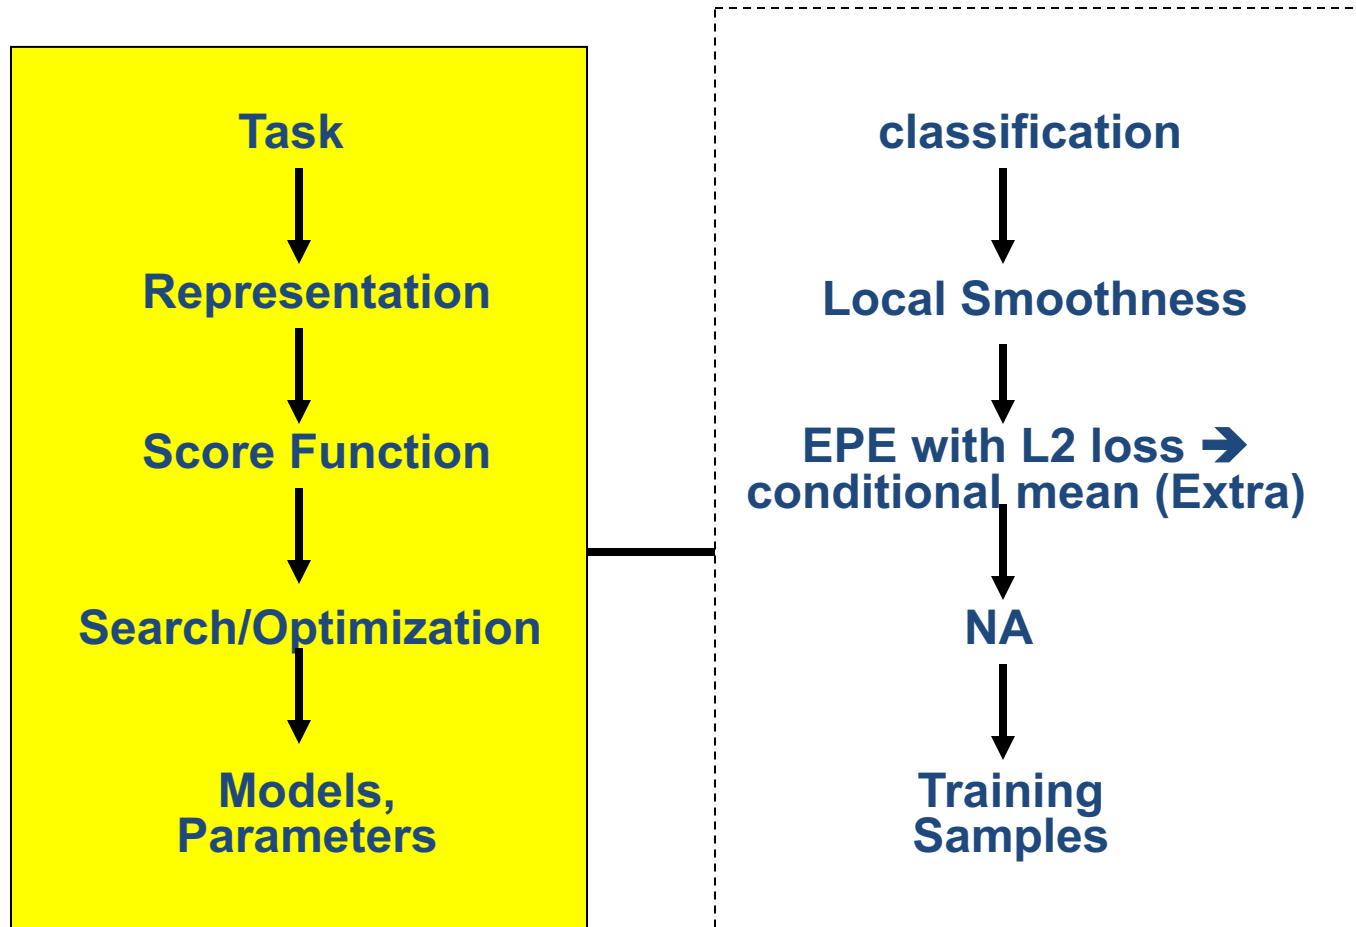 Task
Representation
Score Function
Search/Optimization
Models,
Parameters
classification
Local Smoothness
EPE with L2 loss ➔
conditional mean (Extra)
NA
Training
Samples